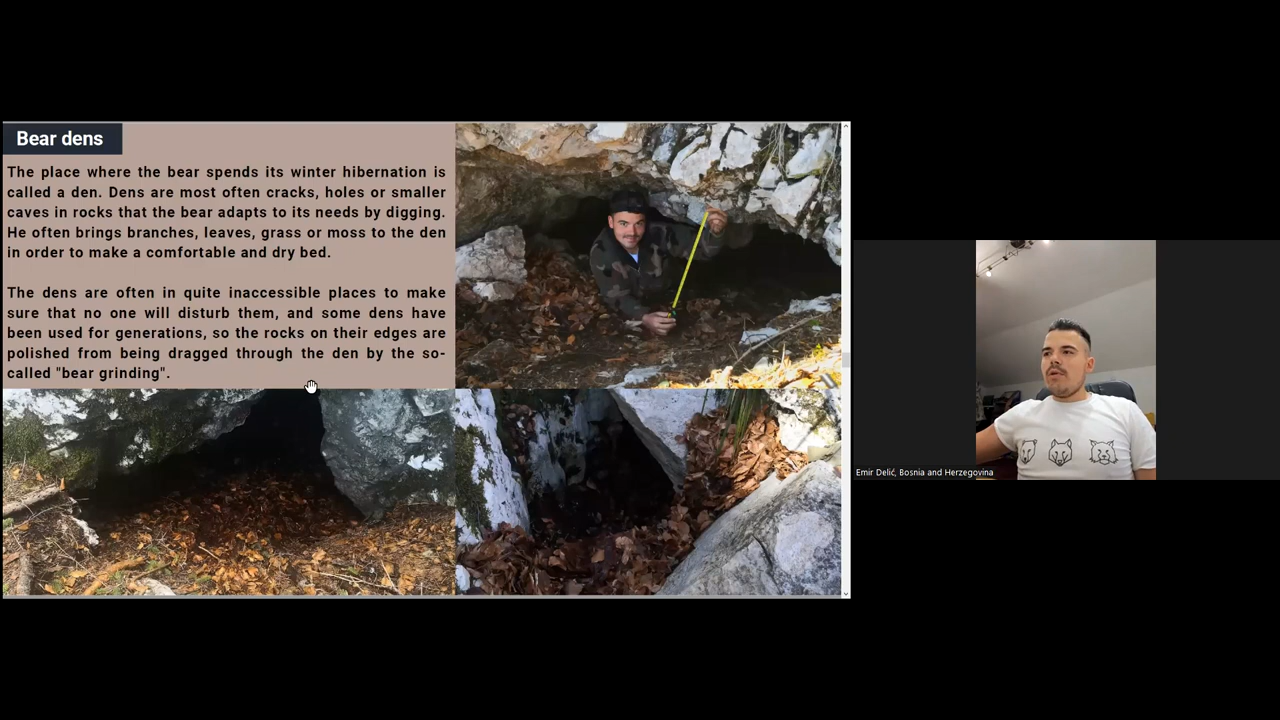 Bear dens
The place where the bear spends its winter hibernation is
called a den. Dens are most often cracks, holes or smaller
caves in rocks that the bear adapts to its needs by digging.
He often brings branches, leaves, grass or moss to the den
in order to make a comfortable and dry bed.
The dens are often in quite inaccessible places to make
sure that no one will disturb them, and some dens have
been used for generations, so the rocks on their edges are
polished from being dragged through the den by the so-
called "bear grinding".
Emir Delić, Bosnia and Herzegovina